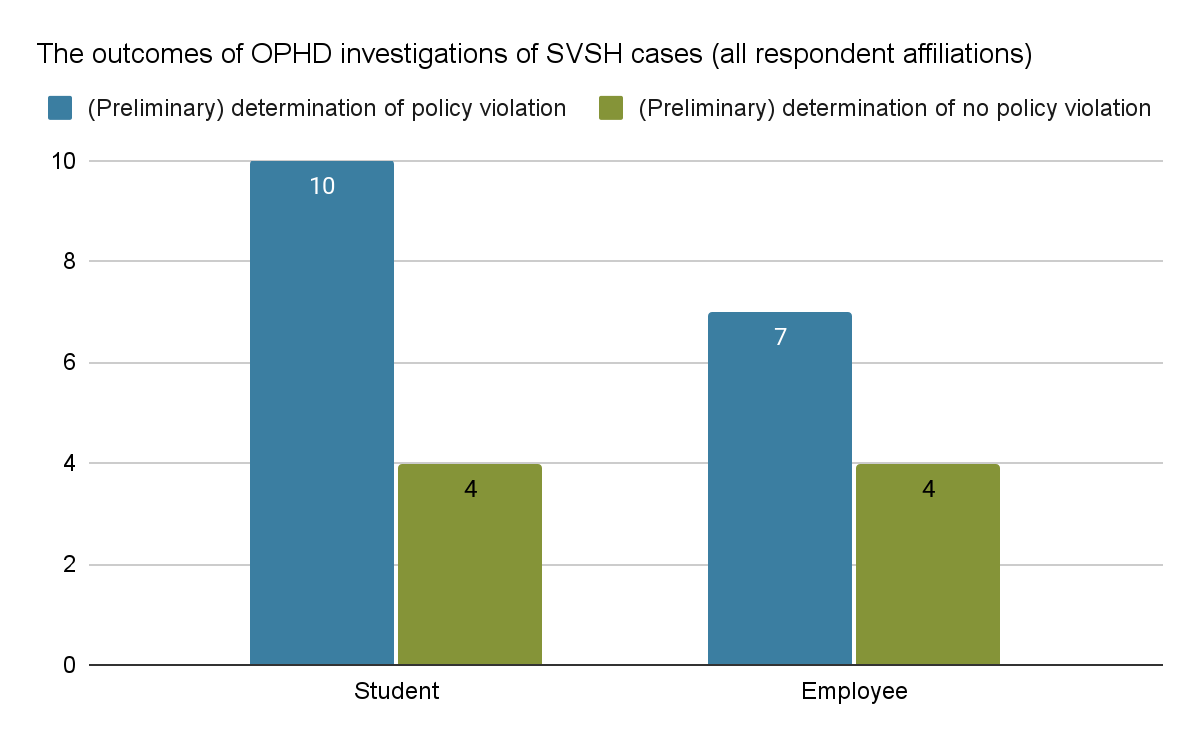 The outcomes of OPHD investigations of SVSH cases (all respondent affiliations)
(Preliminary) determination of policy violation
(Preliminary) determination of no policy violation
10
8
6
4
2
0
10
4
7
4
Student
Employee